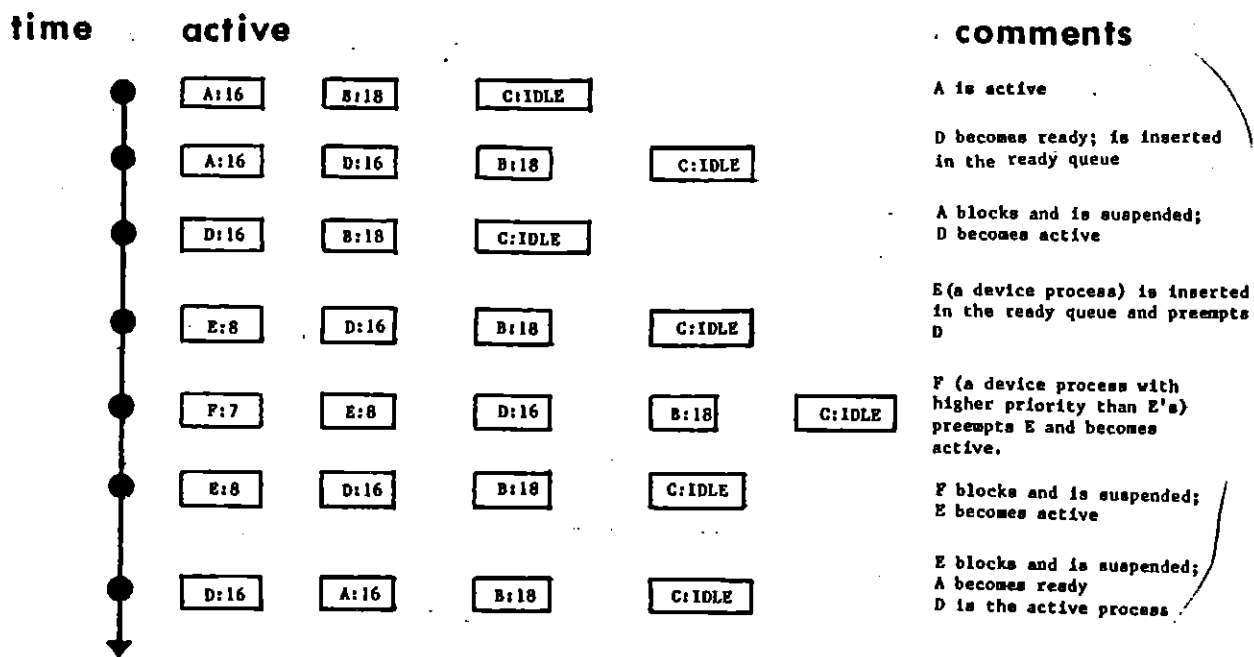 time active comments
A:16 B:18 C:IDLE A is active
A:16 D:16 B:18 C:IDLE D becomes ready; is inserted
in the ready queue
D:16 B:18 C:IDLE A blocks and is suspended;
D becomes active
E:8 D:16 B:18 C:IDLE E(a device process) is inserted
in the ready queue and preempts
D
F:7 E:8 D:16 B:18 C:IDLE F (a device process with
higher priority than E's)
preempts E and becomes
active.
E:8 D:16 B:18 C:IDLE F blocks and is suspended;
E becomes active
D:16 A:16 B:18 C:IDLE E blocks and is suspended;
A becomes ready
D is the active process